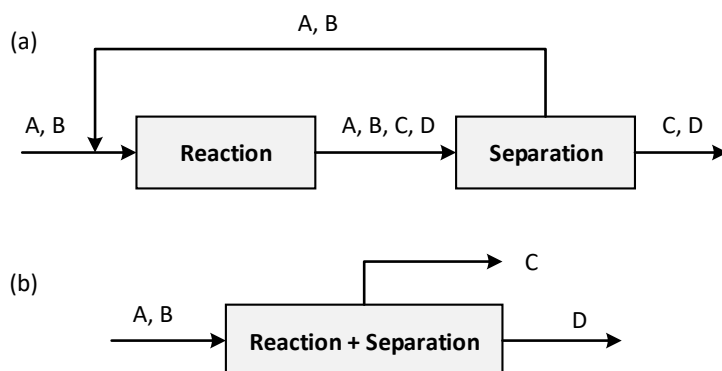 (a)
A, B
A, B
Reaction
A, B, C, D
Separation
C, D
(b)
A, B
Reaction + Separation
C
D